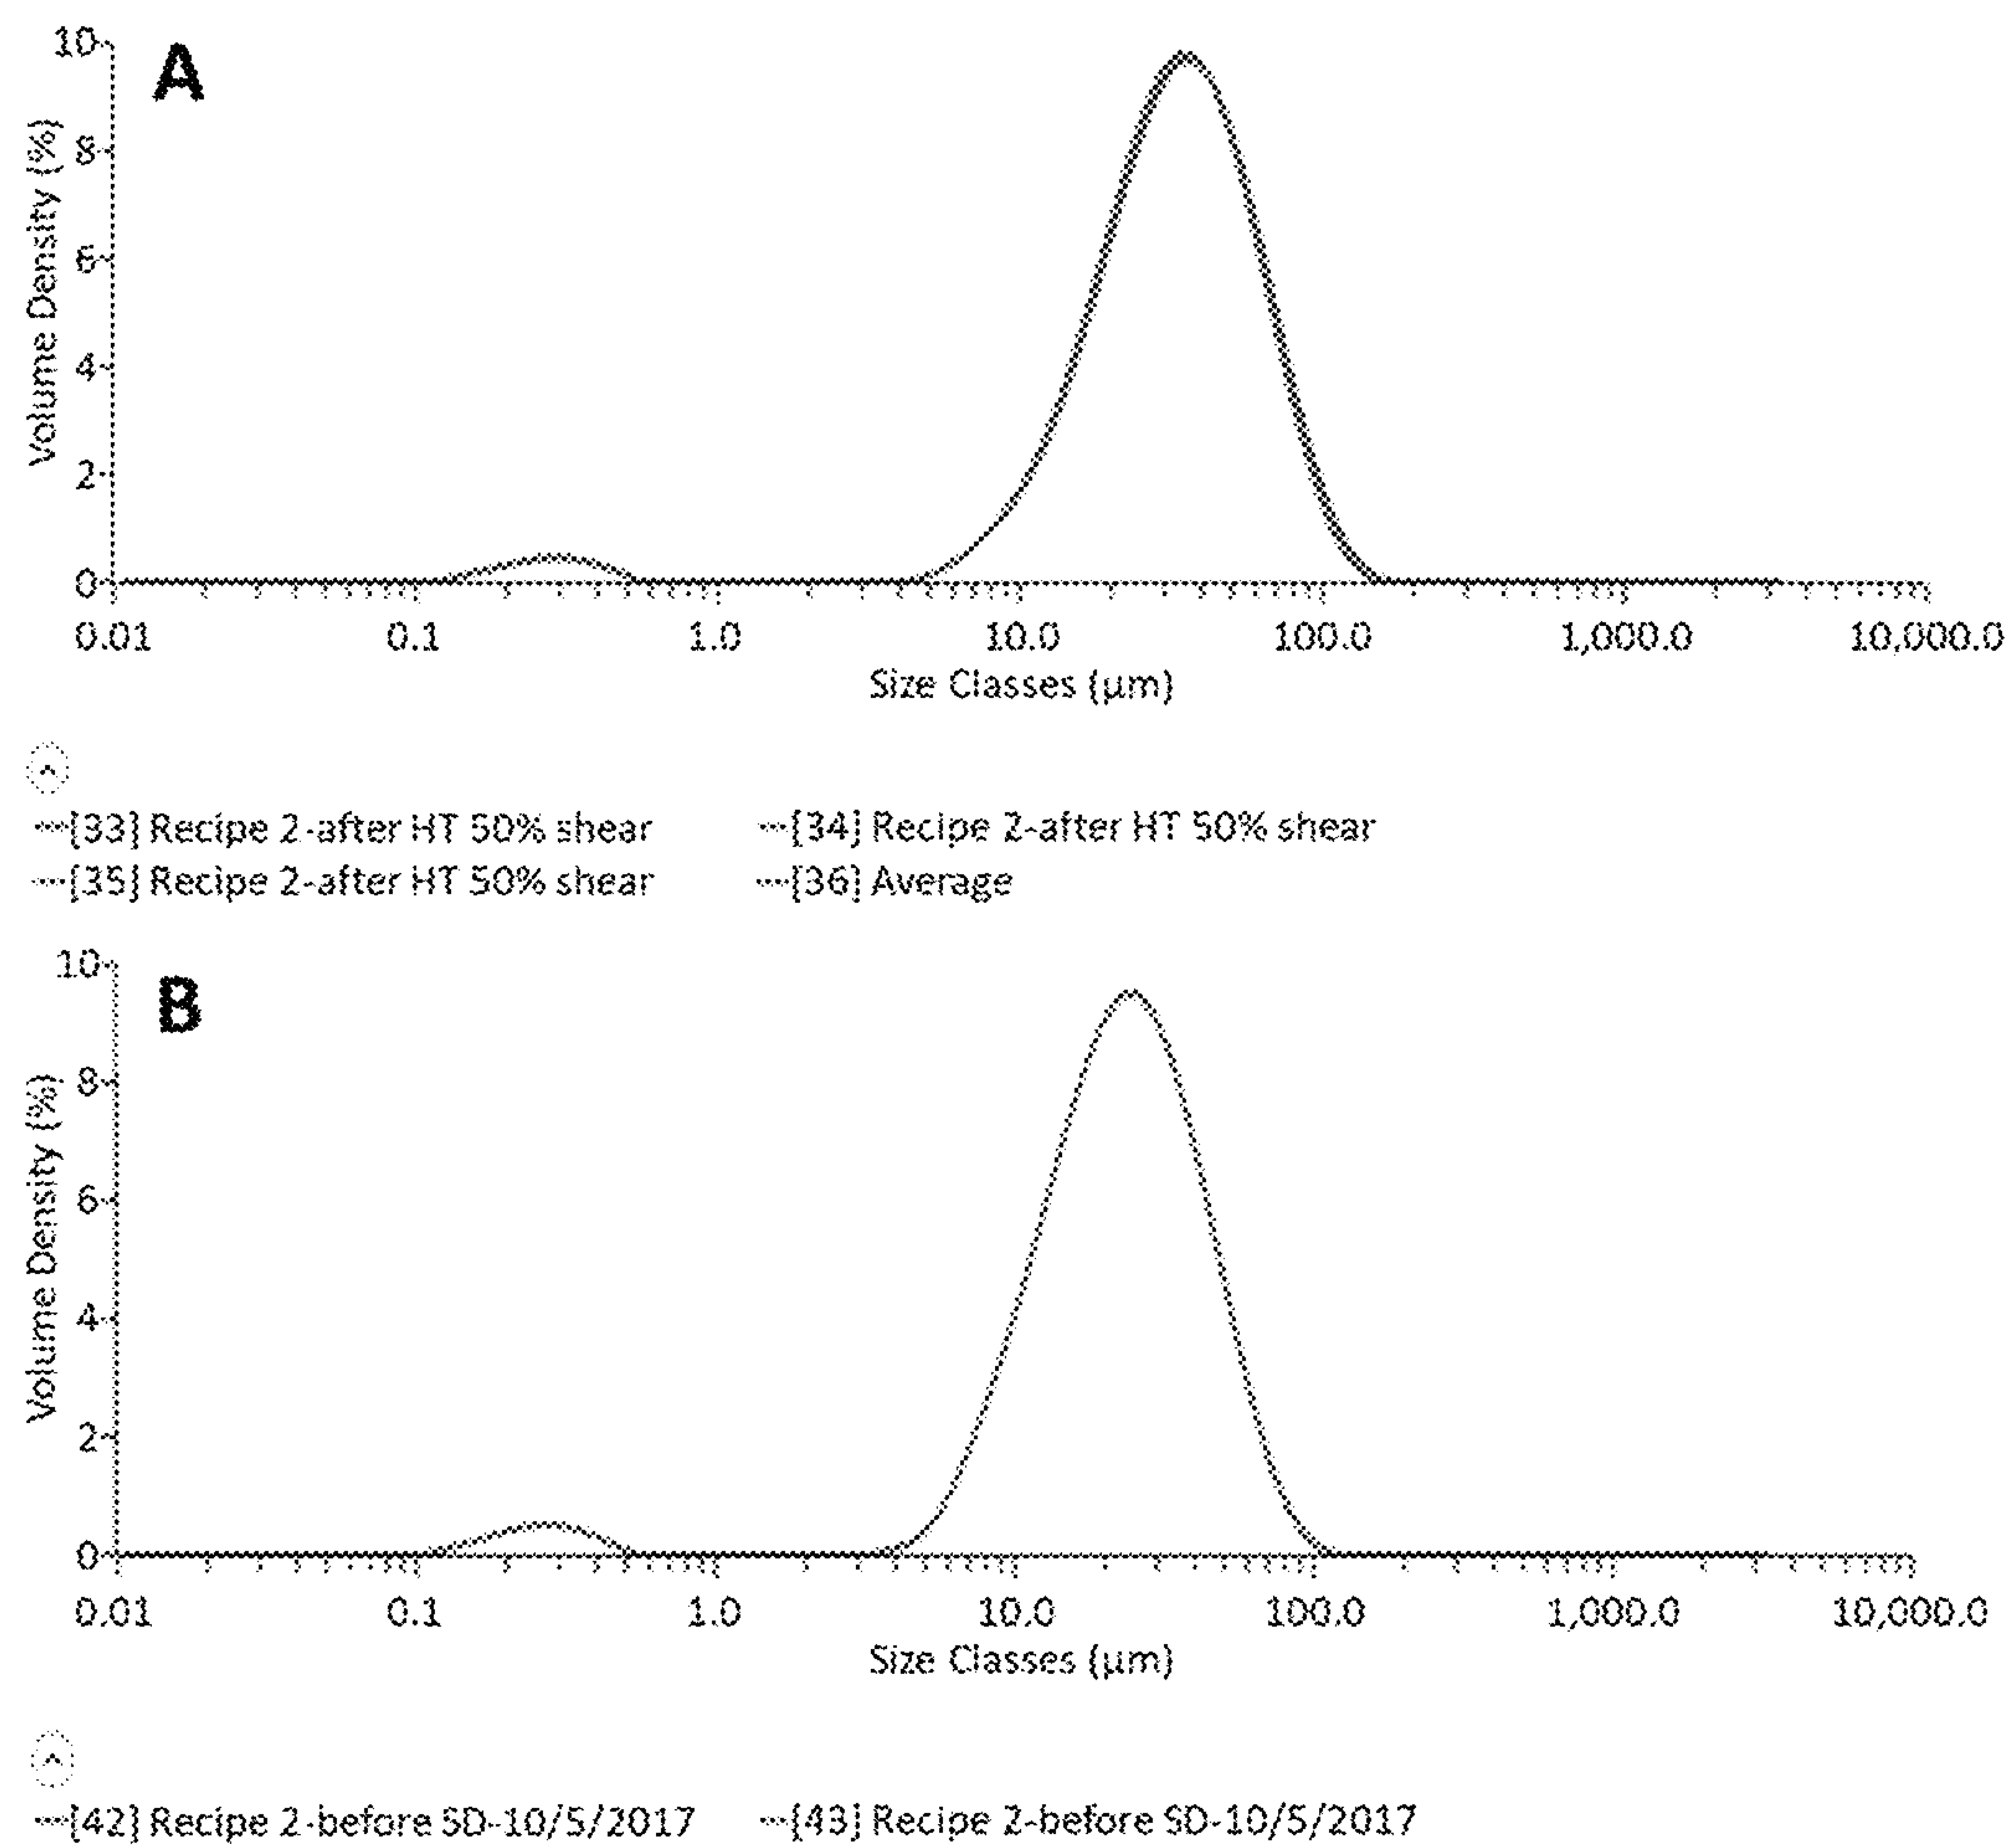 A
Volume Density (%)
10
8
6
4
2
0
0.01 0.1 1.0 10.0 100.0 1,000.0 10,000.0
Size Classes (µm)
[33] Recipe 2-after HT 50% shear [34] Recipe 2-after HT 50% shear
[35] Recipe 2-after HT 50% shear [36] Average
B
Volume Density (%)
10
8
6
4
2
0
0.01 0.1 1.0 10.0 100.0 1,000.0 10,000.0
Size Classes (µm)
[42] Recipe 2-before SD-10/5/2017 [43] Recipe 2-before SD-10/5/2017